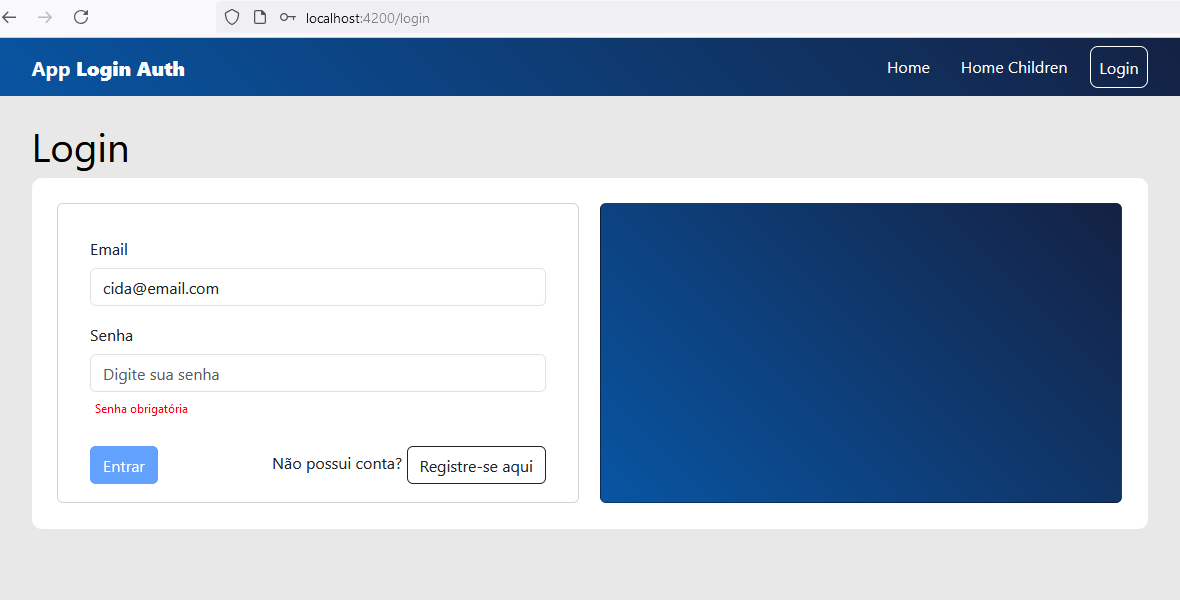 localhost:4200/login
App Login Auth
Home
Home Children
Login
Login
Email
cida@email.com
Senha
Digite sua senha
Senha obrigatória
Entrar
Não possui conta?
Registre-se aqui